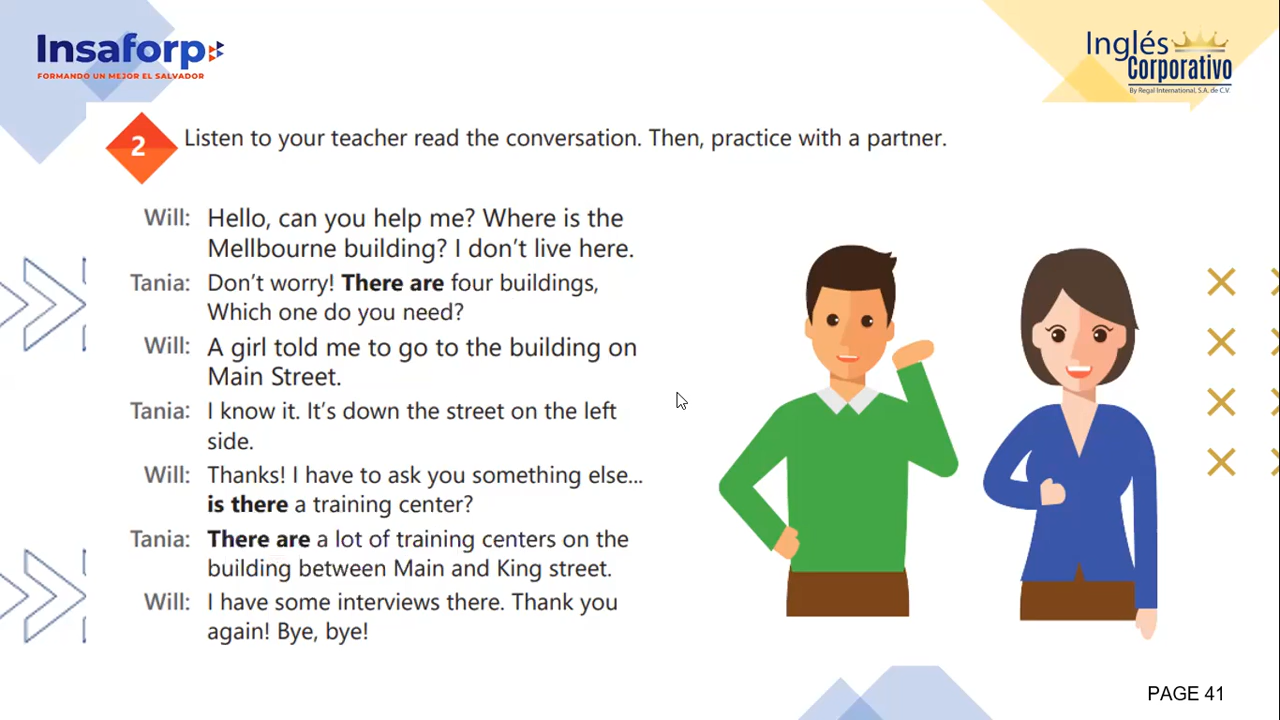 Insaforp
FORMANDO UN MEJOR EL SALVADOR
Inglés
Corporativo
By Regal International, S.A. de C.V.
2
Listen to your teacher read the conversation. Then, practice with a partner.
Will: Hello, can you help me? Where is the
Mellbourne building? I don't live here.
Tania: Don't worry! There are four buildings,
Which one do you need?
Will: A girl told me to go to the building on
Main Street.
Tania: I know it. It's down the street on the left
side.
Will: Thanks! I have to ask you something else...
is there a training center?
Tania: There are a lot of training centers on the
building between Main and King street.
Will: I have some interviews there. Thank you
again! Bye, bye!
PAGE 41